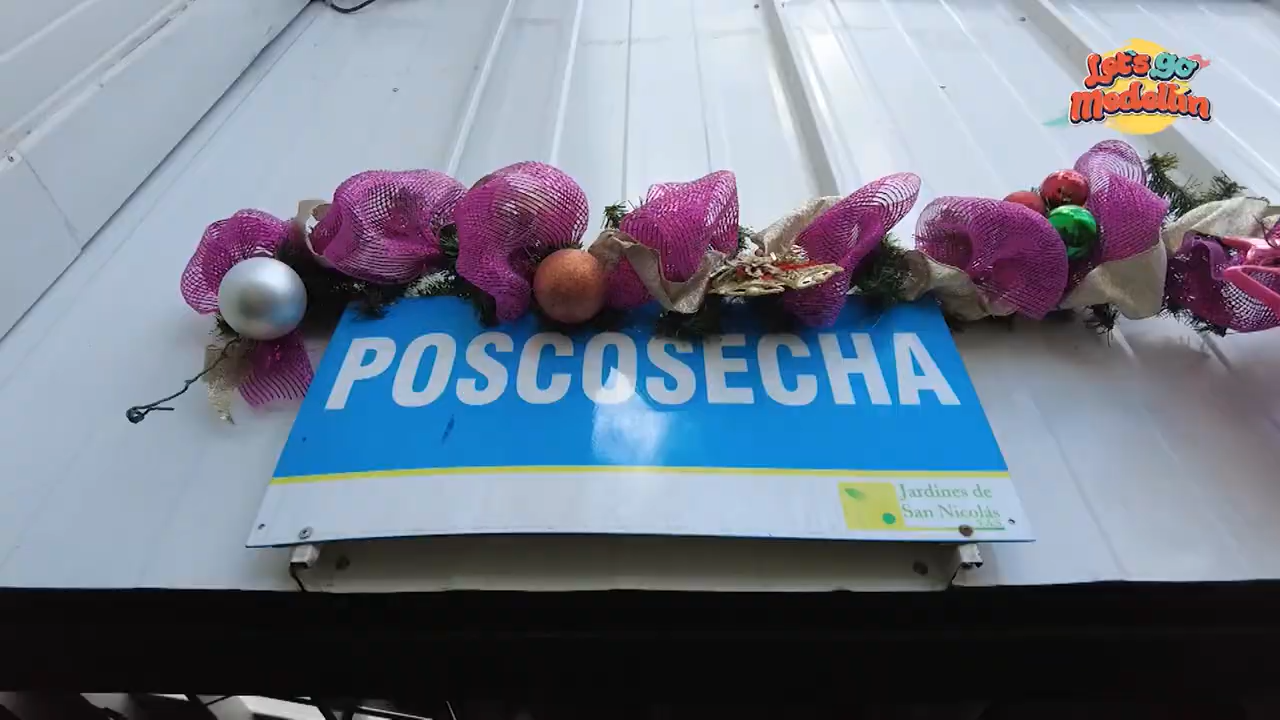 Let's go
Medellín
POSCOSECHA
Jardines de
San Nicolás
S.A.S